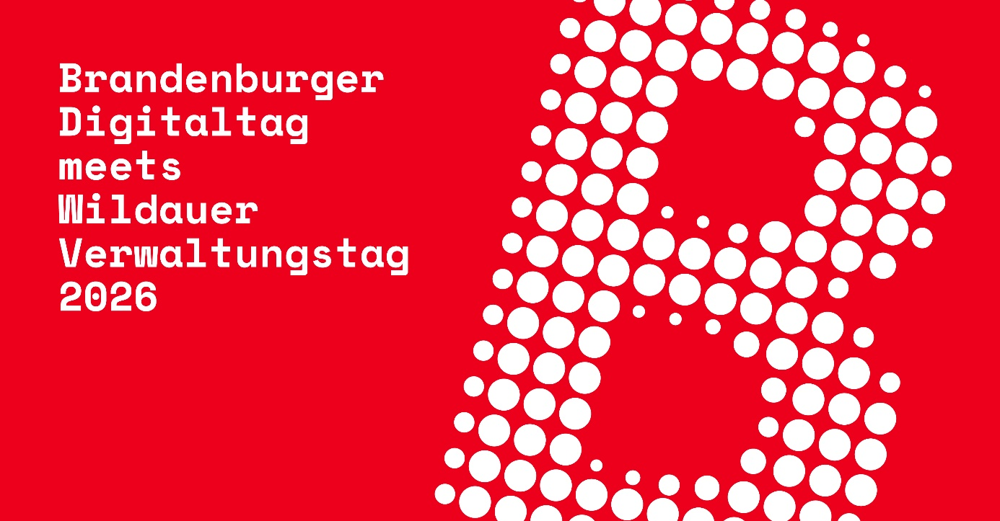 Brandenburger
Digitaltag
meets
Wildauer
Verwaltungstag
2026